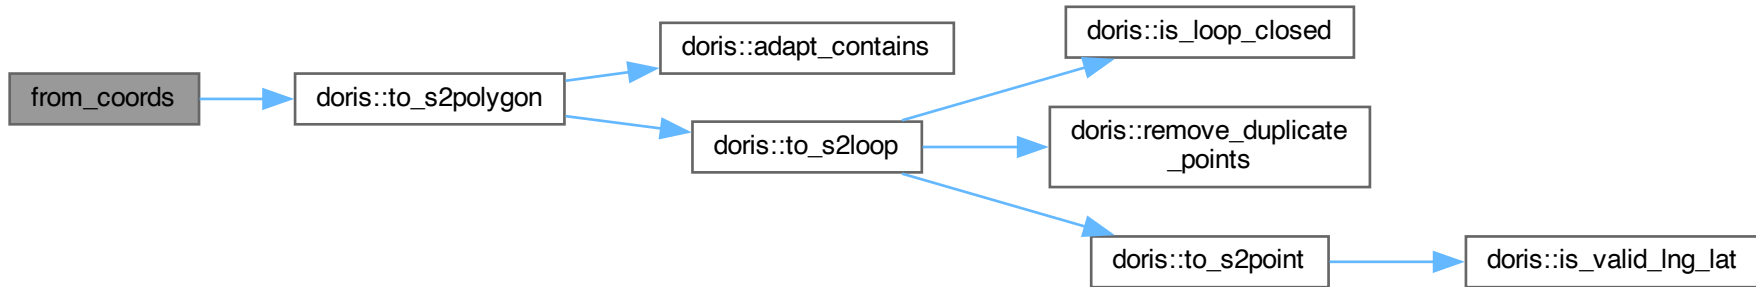 from_coords
doris::to_s2polygon
doris::adapt_contains
doris::to_s2loop
doris::is_loop_closed
doris::remove_duplicate
_points
doris::to_s2point
doris::is_valid_lng_lat